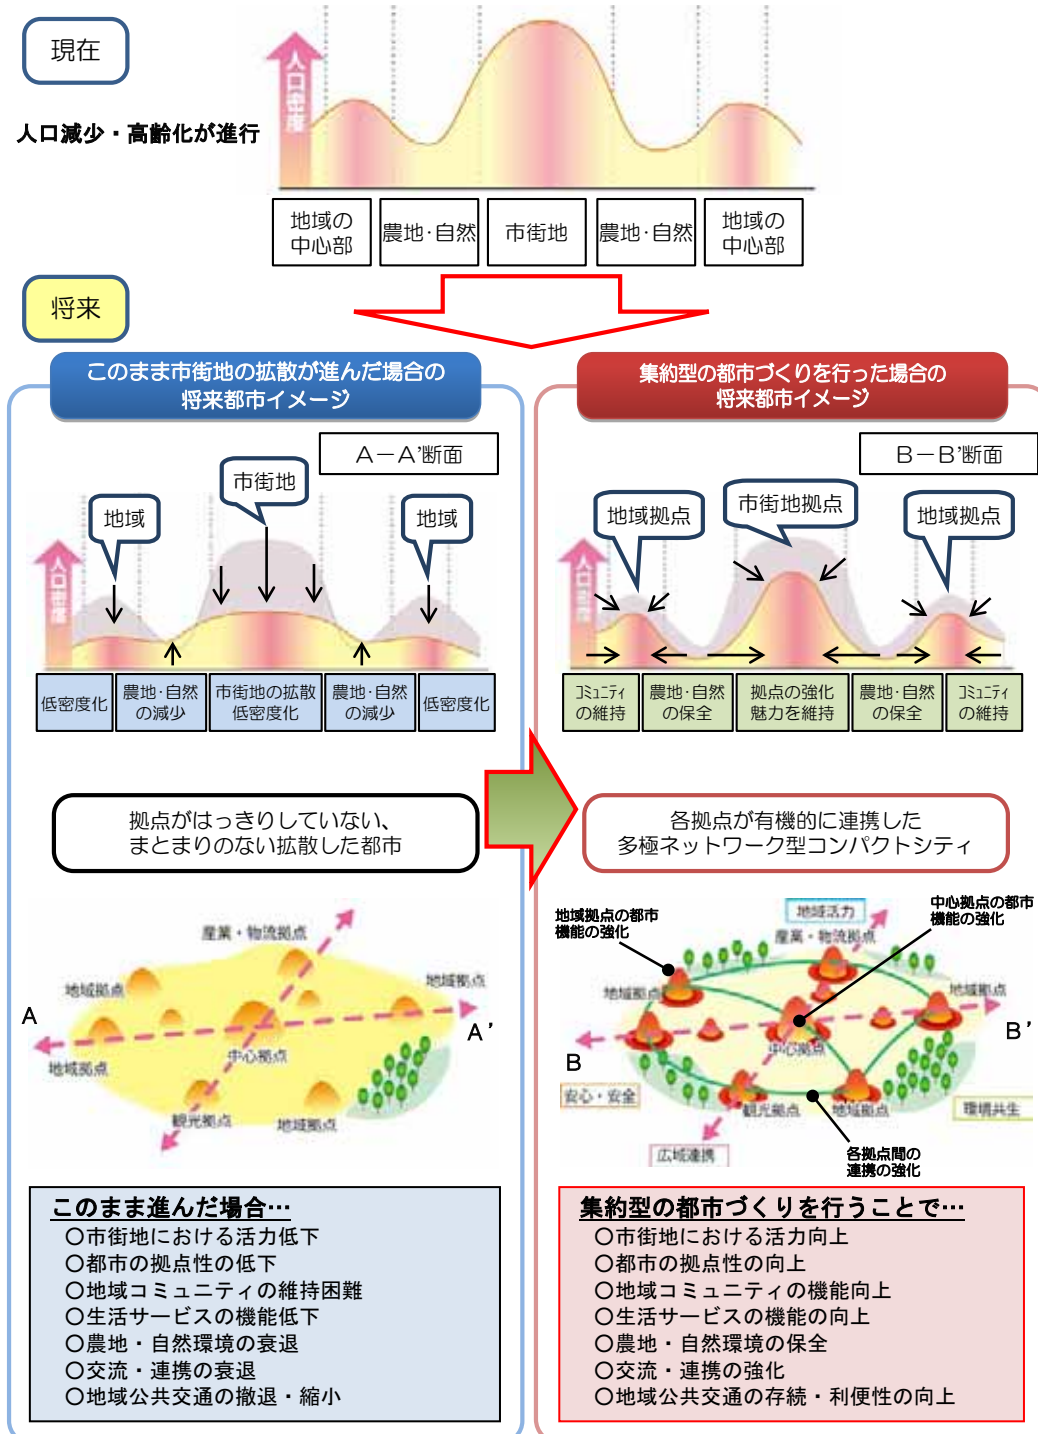 現在
人口減少・高齢化が進行
人口密度
地域の
中心部
農地・自然
市街地
農地・自然
地域の
中心部
将来
このまま市街地の拡散が進んだ場合の
将来都市イメージ
A－A’断面
市街地
地域
地域
人口密度
低密度化
農地・自然
の減少
市街地の拡散
低密度化
農地・自然
の減少
低密度化
拠点がはっきりしていない、
まとまりのない拡散した都市
産業・物流拠点
地域拠点
地域拠点
A
A’
中心拠点
地域拠点
観光拠点
地域拠点
このまま進んだ場合…
○市街地における活力低下
○都市の拠点性の低下
○地域コミュニティの維持困難
○生活サービスの機能低下
○農地・自然環境の衰退
○交流・連携の衰退
○地域公共交通の撤退・縮小
集約型の都市づくりを行った場合の
将来都市イメージ
B－B’断面
市街地拠点
地域拠点
地域拠点
人口密度
ｺﾐｭﾆﾃｨ
の維持
農地・自然
の保全
拠点の強化
魅力を維持
農地・自然
の保全
ｺﾐｭﾆﾃｨ
の維持
各拠点が有機的に連携した
多極ネットワーク型コンパクトシティ
地域拠点の都市
機能の強化
中心拠点の都市
機能の強化
地域活力
産業・物流拠点
地域拠点
地域拠点
B
B’
中心拠点
安心・安全
観光拠点
地域拠点
環境共生
広域連携
各拠点間の
連携の強化
集約型の都市づくりを行うことで…
○市街地における活力向上
○都市の拠点性の向上
○地域コミュニティの機能向上
○生活サービスの機能の向上
○農地・自然環境の保全
○交流・連携の強化
○地域公共交通の存続・利便性の向上